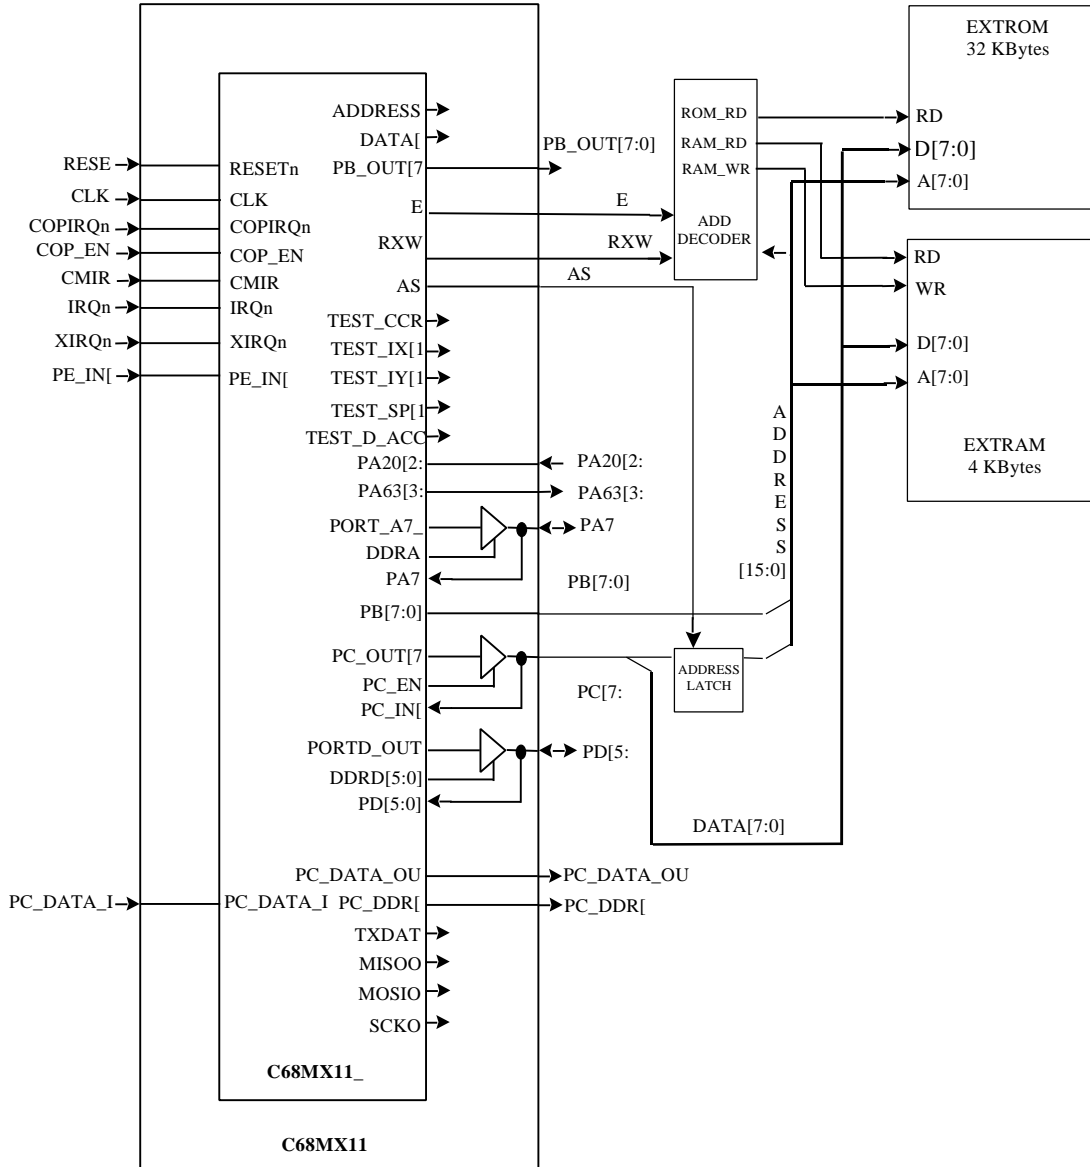 EXTROM
32 KBytes
RD
D[7:0]
A[7:0]
ROM_RD
RAM_RD
RAM_WR
ADD
DECODER
RD
WR
D[7:0]
A[7:0]
EXTRAM
4 KBytes
RESE
CLK
COPIRQn
COP_EN
CMIR
IRQn
XIRQn
PE_IN[
RESETn
CLK
COPIRQn
COP_EN
CMIR
IRQn
XIRQn
PE_IN[
ADDRESS
DATA[
PB_OUT[7
E
RXW
AS
TEST_CCR
TEST_IX[1
TEST_IY[1
TEST_SP[1
TEST_D_ACC
PA20[2:
PA63[3:
PORT_A7_
DDRA
PA7
PB[7:0]
PC_OUT[7
PC_EN
PC_IN[
PORTD_OUT
DDRD[5:0]
PD[5:0]
PC_DATA_OU
PC_DDR[
TXDAT
MISOO
MOSIO
SCKO
PB_OUT[7:0]
E
RXW
AS
PA20[2:
PA63[3:
PA7
PB[7:0]
PC[7:
PD[5:
PC_DATA_OU
PC_DDR[
ADDRESS
[15:0]
ADDRESS
LATCH
DATA[7:0]
PC_DATA_I
PC_DATA_I
C68MX11_
C68MX11